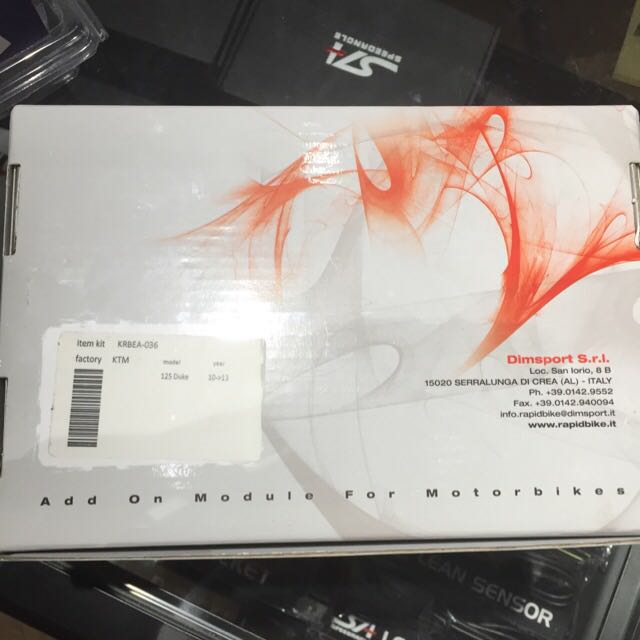 SPEEDANGLE
Item kit KRBEA-036
factory KTM model year
125 Duke 10->13
Dimsport S.r.l.
Loc. San Iorio, 8 B
15020 SERRALUNGA DI CREA (AL) - ITALY
Ph. +39.0142.9552
Fax. +39.0142.940094
info.rapidbike@dimsport.it
www.rapidbike.it
Add On Module For Motorbikes
SENSOR